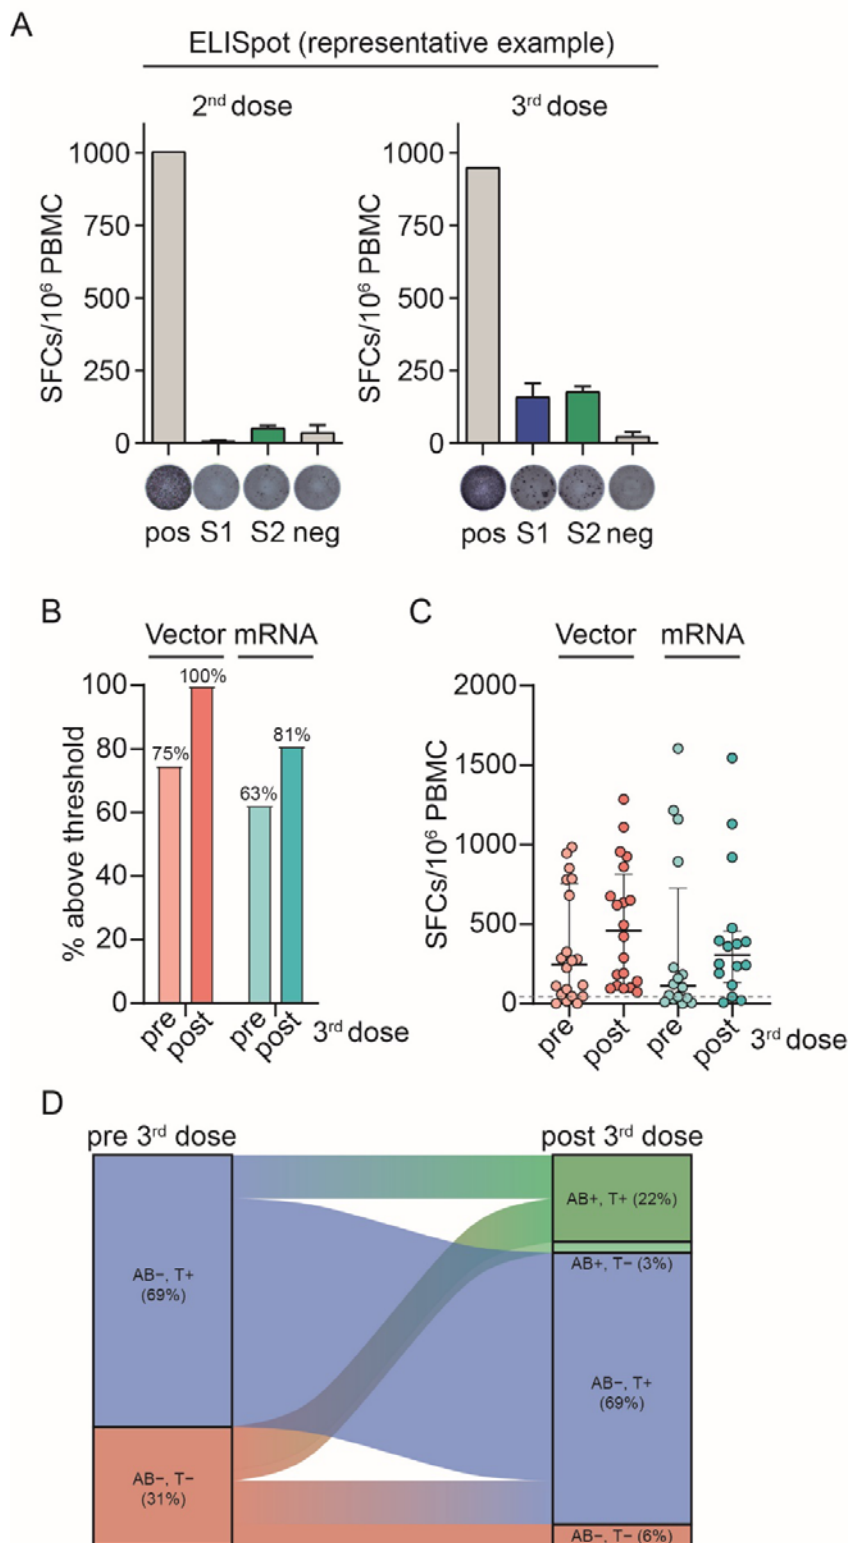 A
ELISpot (representative example)
2nd dose
3rd dose
SFCs/10⁶ PBMC
1000
750
500
250
0
pos S1 S2 neg
SFCs/10⁶ PBMC
1000
750
500
250
0
pos S1 S2 neg
B
Vector mRNA
% above threshold
100
80
60
40
20
0
75%
100%
63%
81%
pre
post
pre
post
3rd dose
C
Vector mRNA
SFCs/10⁶ PBMC
2000
1500
1000
500
0
pre
post
pre
post
3rd dose
D
pre 3rd dose
post 3rd dose
AB−, T+
(69%)
AB−, T−
(31%)
AB+, T+ (22%)
AB+, T− (3%)
AB−, T+
(69%)
AB−, T− (6%)